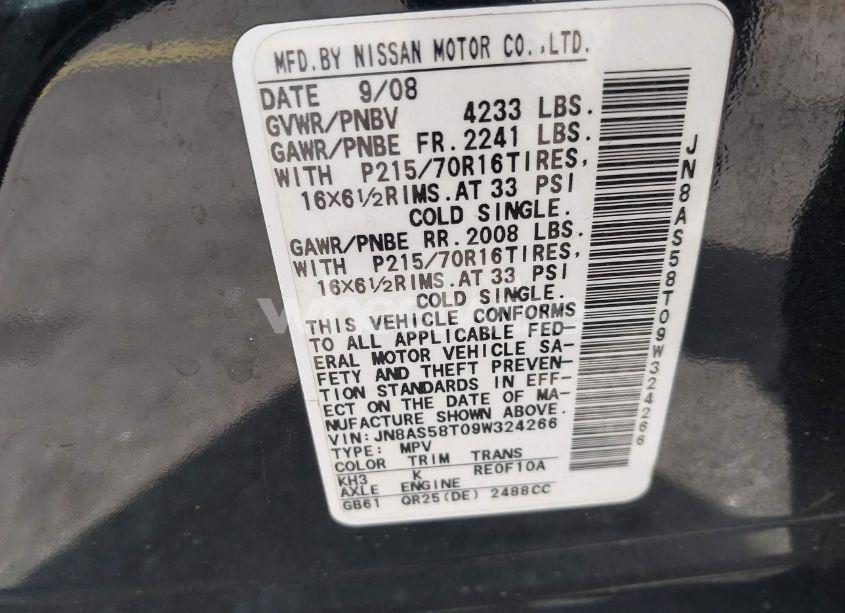 MFD.BY NISSAN MOTOR CO.,LTD.
DATE 9/08
GVWR/PNBV 4233 LBS.
GAWR/PNBE FR.2241 LBS.
WITH P215/70R16TIRES,
16X6½RIMS.AT 33 PSI
COLD SINGLE.
GAWR/PNBE RR.2008 LBS.
WITH P215/70R16TIRES,
16X6½RIMS.AT 33 PSI
COLD SINGLE.
THIS VEHICLE CONFORMS
TO ALL APPLICABLE FED-
ERAL MOTOR VEHICLE SA-
FETY AND THEFT PREVEN-
TION STANDARDS IN EFF-
ECT ON THE DATE OF MA-
NUFACTURE SHOWN ABOVE.
VIN:JN8AS58T09W324266
TYPE: MPV
COLOR TRIM TRANS
KH3 K RE0F10A
AXLE ENGINE
GB61 QR25(DE) 2488CC
JN8AS58T09W324266